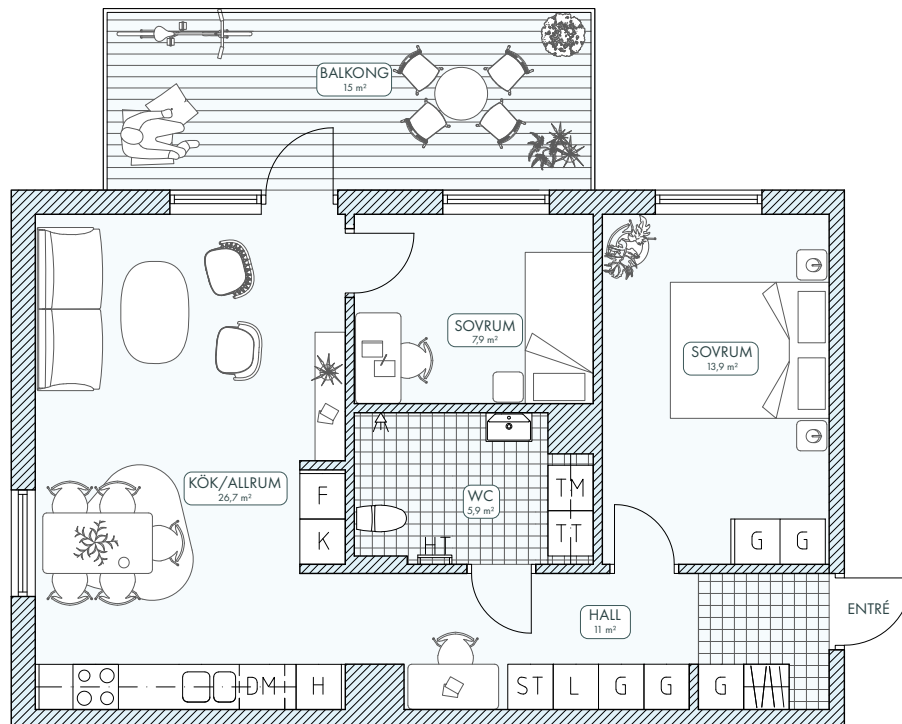 BALKONG
15 m²
SOVRUM
7,9 m²
SOVRUM
13,9 m²
KÖK/ALLRUM
26,7 m²
F
K
WC
5,9 m²
TM
TT
HT
G G
HALL
11 m²
ENTRÉ
DM H
ST L G G G